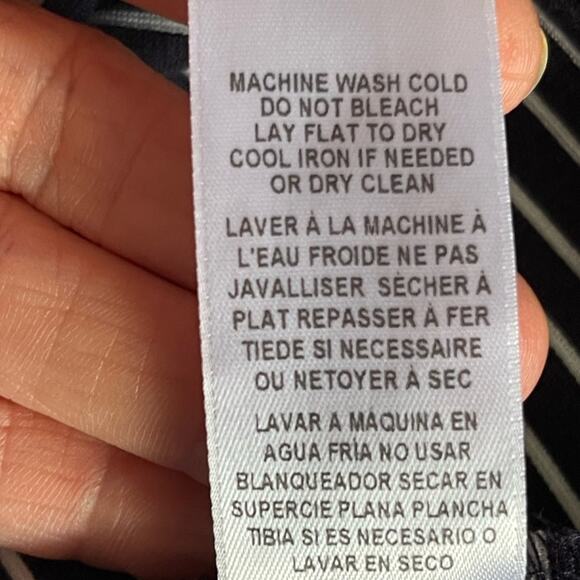 MACHINE WASH COLD
DO NOT BLEACH
LAY FLAT TO DRY
COOL IRON IF NEEDED
OR DRY CLEAN
LAVER À LA MACHINE À
L'EAU FROIDE NE PAS
JAVALLISER SÈCHER À
PLAT REPASSER À FER
TIEDE SI NECESSAIRE
OU NETOYER À SEC
LAVAR A MAQUINA EN
AGUA FRÌA NO USAR
BLANQUEADOR SECAR EN
SUPERCIE PLANA PLANCHA
TIBIA SI ES NECESARIO O
LAVAR EN SECO